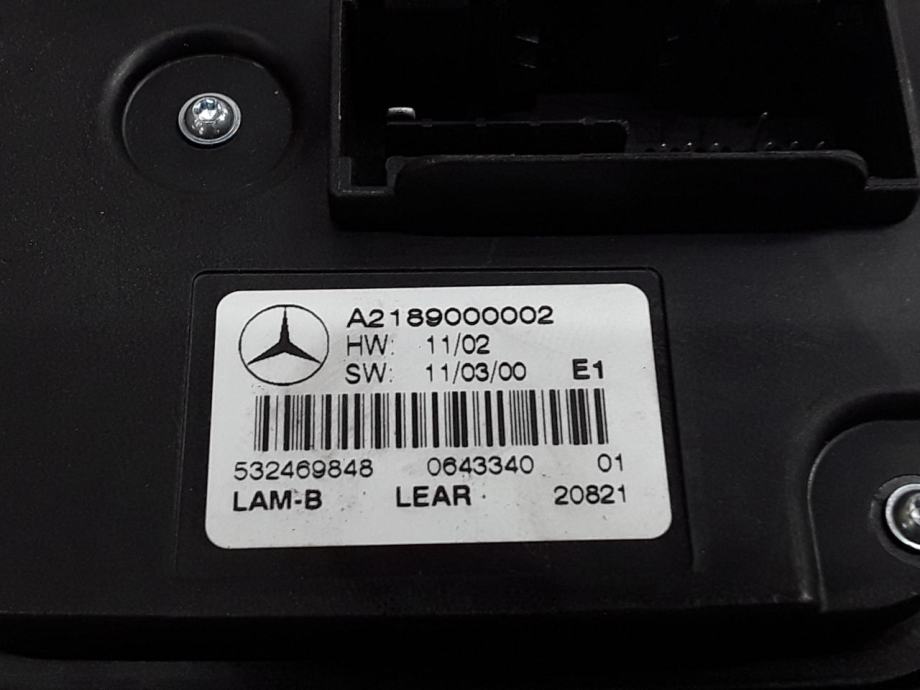 A2189000002
HW: 11/02
SW: 11/03/00 E1
532469848 0643340 01
LAM-B LEAR 20821